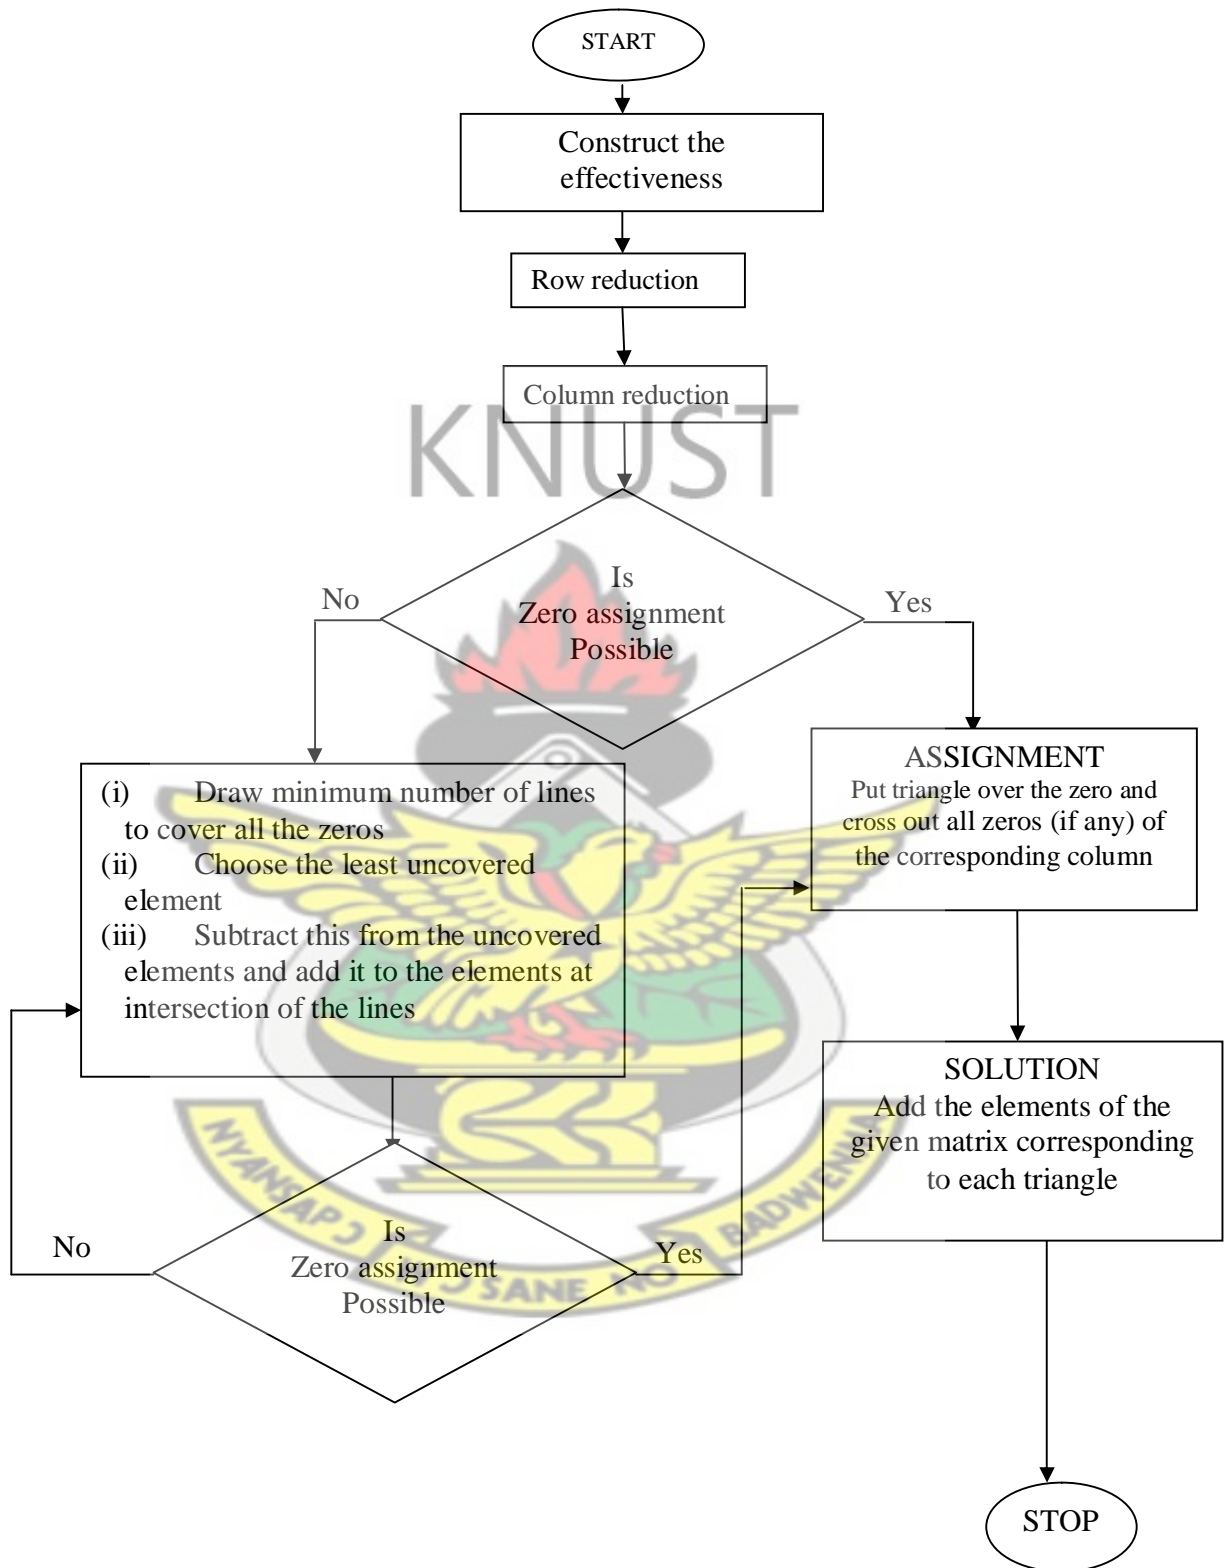 START
Construct the
effectiveness
Row reduction
Column reduction
KNUST
Is
Zero assignment
Possible
No
Yes
(i) Draw minimum number of lines
to cover all the zeros
(ii) Choose the least uncovered
element
(iii) Subtract this from the uncovered
elements and add it to the elements at
intersection of the lines
ASSIGNMENT
Put triangle over the zero and
cross out all zeros (if any) of
the corresponding column
SOLUTION
Add the elements of the
given matrix corresponding
to each triangle
Is
Zero assignment
Possible
No
Yes
NYANSAPƆ WƆSANE NO BADWENMA
STOP